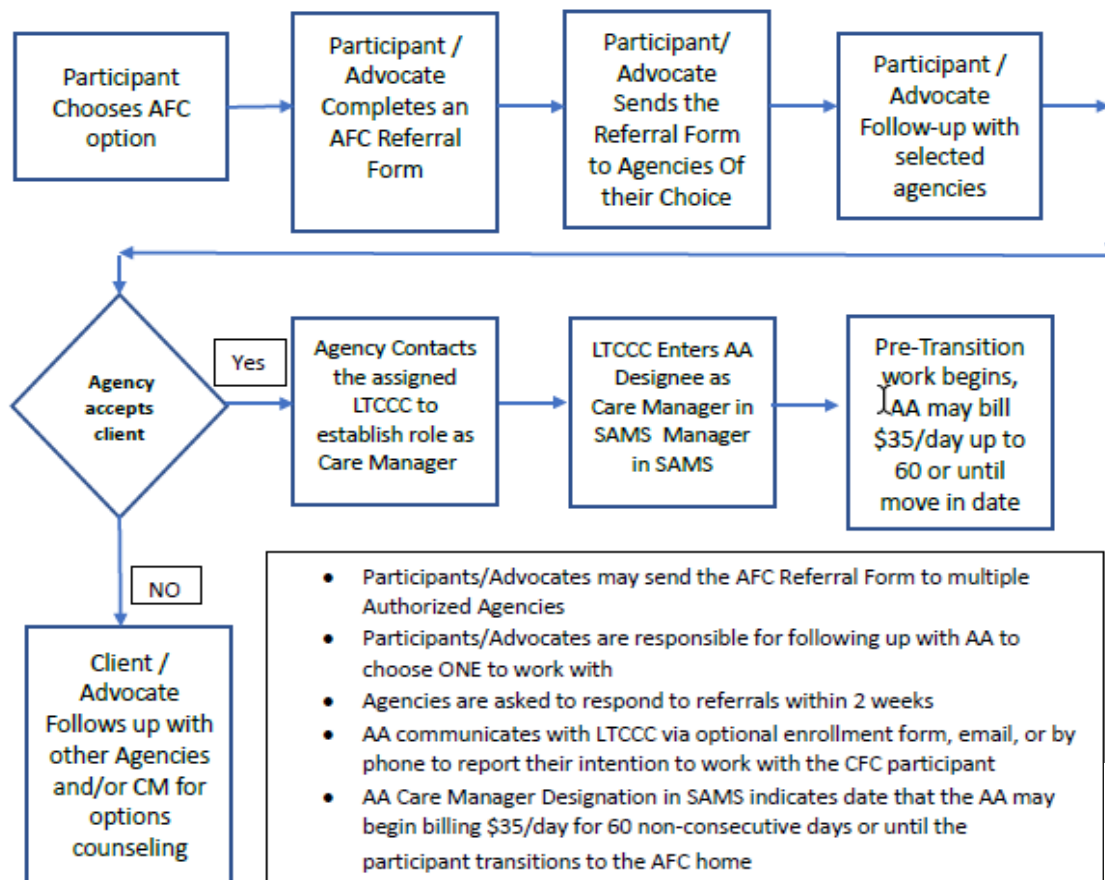 Participant
Chooses AFC
option
Participant /
Advocate
Completes an
AFC Referral
Form
Participant/
Advocate
Sends the
Referral Form
to Agencies Of
their Choice
Participant /
Advocate
Follow-up with
selected
agencies
Agency
accepts
client
Yes
Agency Contacts
the assigned
LTCCC to
establish role as
Care Manager
LTCCC Enters AA
Designee as
Care Manager in
SAMS Manager
in SAMS
Pre-Transition
work begins,
AA may bill
$35/day up to
60 or until
move in date
NO
Client /
Advocate
Follows up with
other Agencies
and/or CM for
options
counseling
• Participants/Advocates may send the AFC Referral Form to multiple
Authorized Agencies
• Participants/Advocates are responsible for following up with AA to
choose ONE to work with
• Agencies are asked to respond to referrals within 2 weeks
• AA communicates with LTCCC via optional enrollment form, email, or by
phone to report their intention to work with the CFC participant
• AA Care Manager Designation in SAMS indicates date that the AA may
begin billing $35/day for 60 non-consecutive days or until the
participant transitions to the AFC home